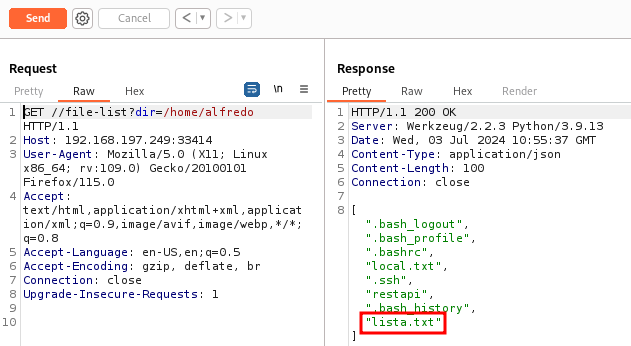 Send
Cancel
< > 
Request
Pretty Raw Hex
\n
1 GET //file-list?dir=/home/alfredo
HTTP/1.1
2 Host: 192.168.197.249:33414
3 User-Agent: Mozilla/5.0 (X11; Linux
x86_64; rv:109.0) Gecko/20100101
Firefox/115.0
4 Accept:
text/html,application/xhtml+xml,applicat
ion/xml;q=0.9,image/avif,image/webp,*/*;
q=0.8
5 Accept-Language: en-US,en;q=0.5
6 Accept-Encoding: gzip, deflate, br
7 Connection: close
8 Upgrade-Insecure-Requests: 1
9
10
Response
Pretty Raw Hex Render
1 HTTP/1.1 200 OK
2 Server: Werkzeug/2.2.3 Python/3.9.13
3 Date: Wed, 03 Jul 2024 10:55:37 GMT
4 Content-Type: application/json
5 Content-Length: 100
6 Connection: close
7
8 [
".bash_logout",
".bash_profile",
".bashrc",
"local.txt",
".ssh",
"restapi",
".bash_history",
"lista.txt"
]